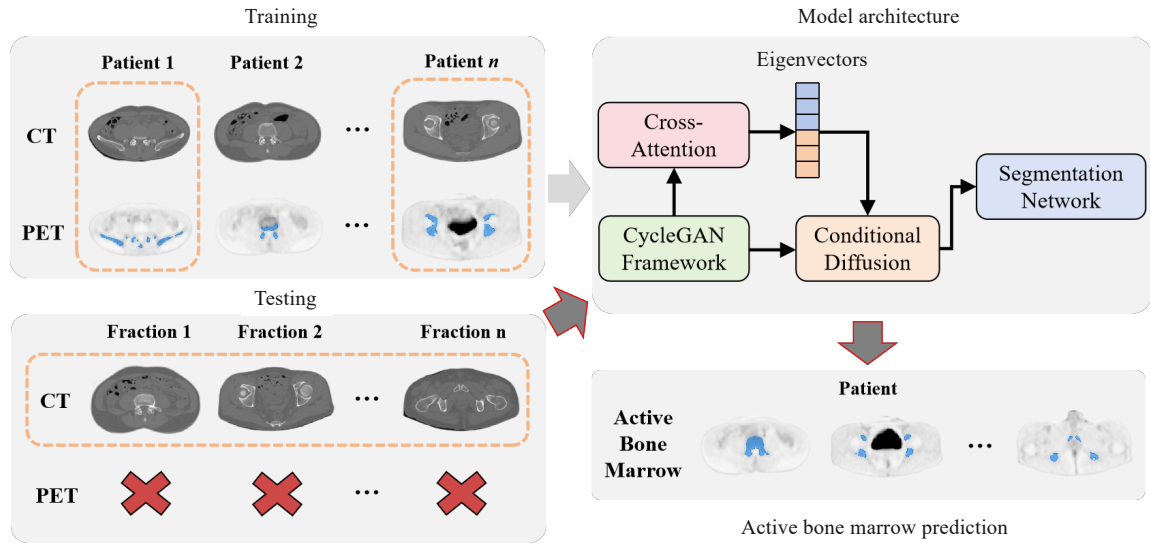 Training
Patient 1
Patient 2
Patient n
CT
...
PET
...
Testing
Fraction 1
Fraction 2
Fraction n
CT
...
PET
...
Model architecture
Eigenvectors
Cross-
Attention
CycleGAN
Framework
Conditional
Diffusion
Segmentation
Network
Patient
Active
Bone
Marrow
...
Active bone marrow prediction